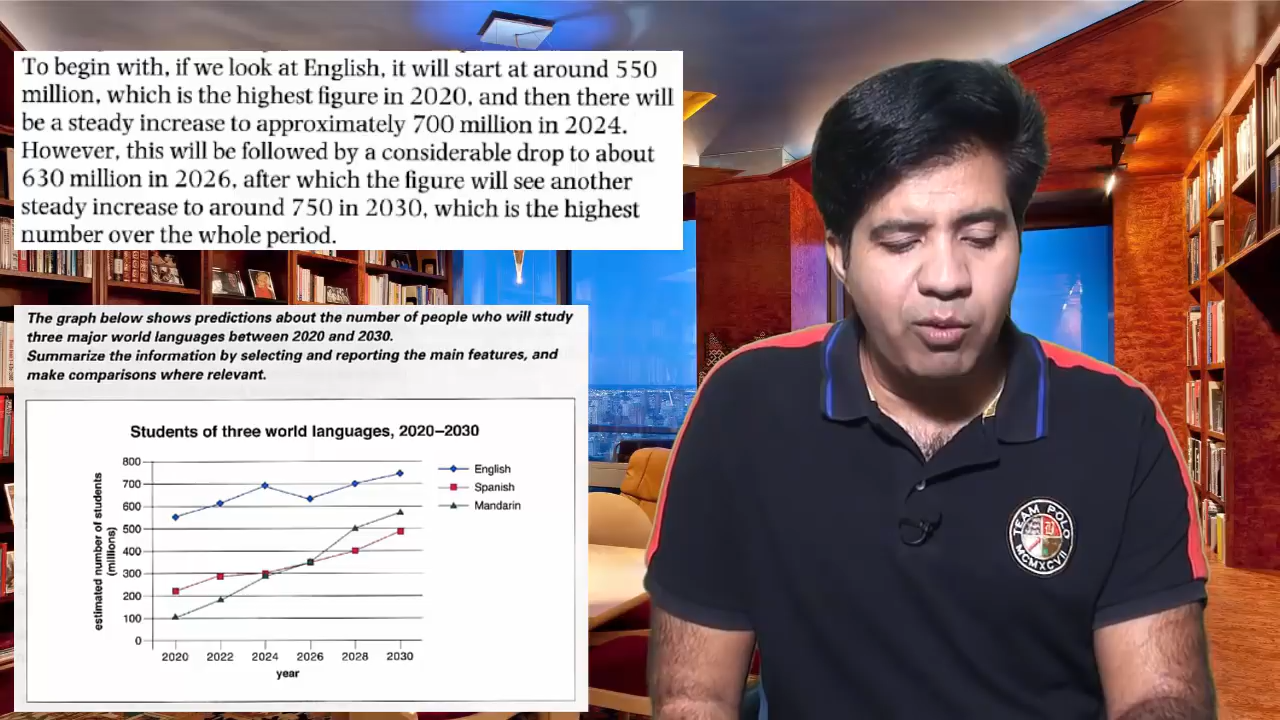 To begin with, if we look at English, it will start at around 550
million, which is the highest figure in 2020, and then there will
be a steady increase to approximately 700 million in 2024.
However, this will be followed by a considerable drop to about
630 million in 2026, after which the figure will see another
steady increase to around 750 in 2030, which is the highest
number over the whole period.
The graph below shows predictions about the number of people who will study
three major world languages between 2020 and 2030.
Summarize the information by selecting and reporting the main features, and
make comparisons where relevant.
Students of three world languages, 2020–2030
estimated number of students
(millions)
800
700
600
500
400
300
200
100
0
2020 2022 2024 2026 2028 2030
year
English
Spanish
Mandarin
TEAM POLO
MCMXCVII